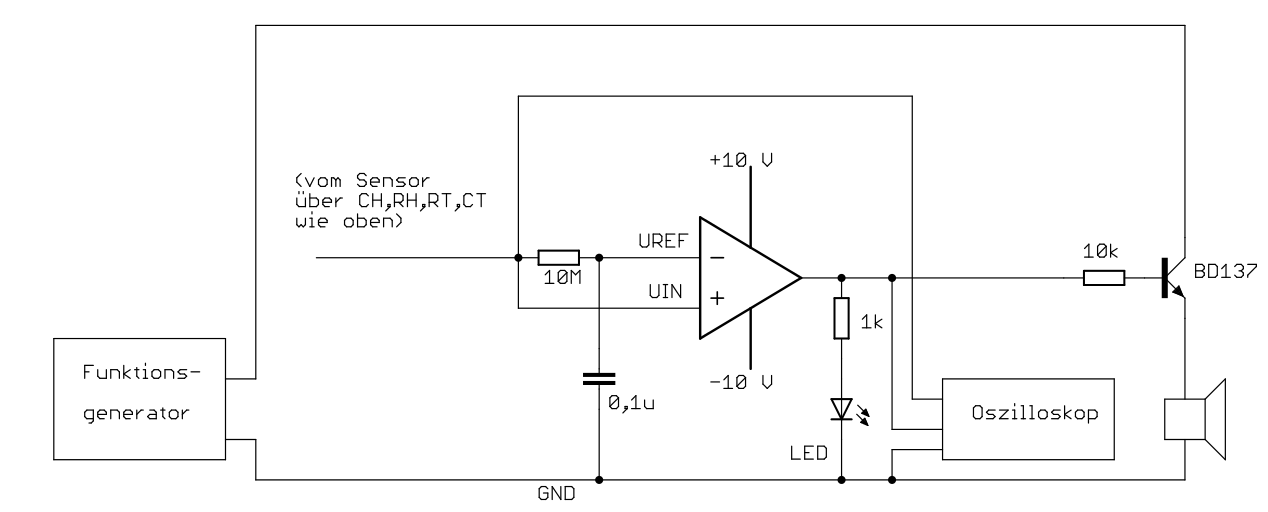 (vom Sensor
über CH,RH,RT,CT
wie oben)
+10 V
UREF
-
10M
UIN
+
10k
BD137
1k
Funktions-
generator
-10 V
0,1u
Oszilloskop
LED
GND